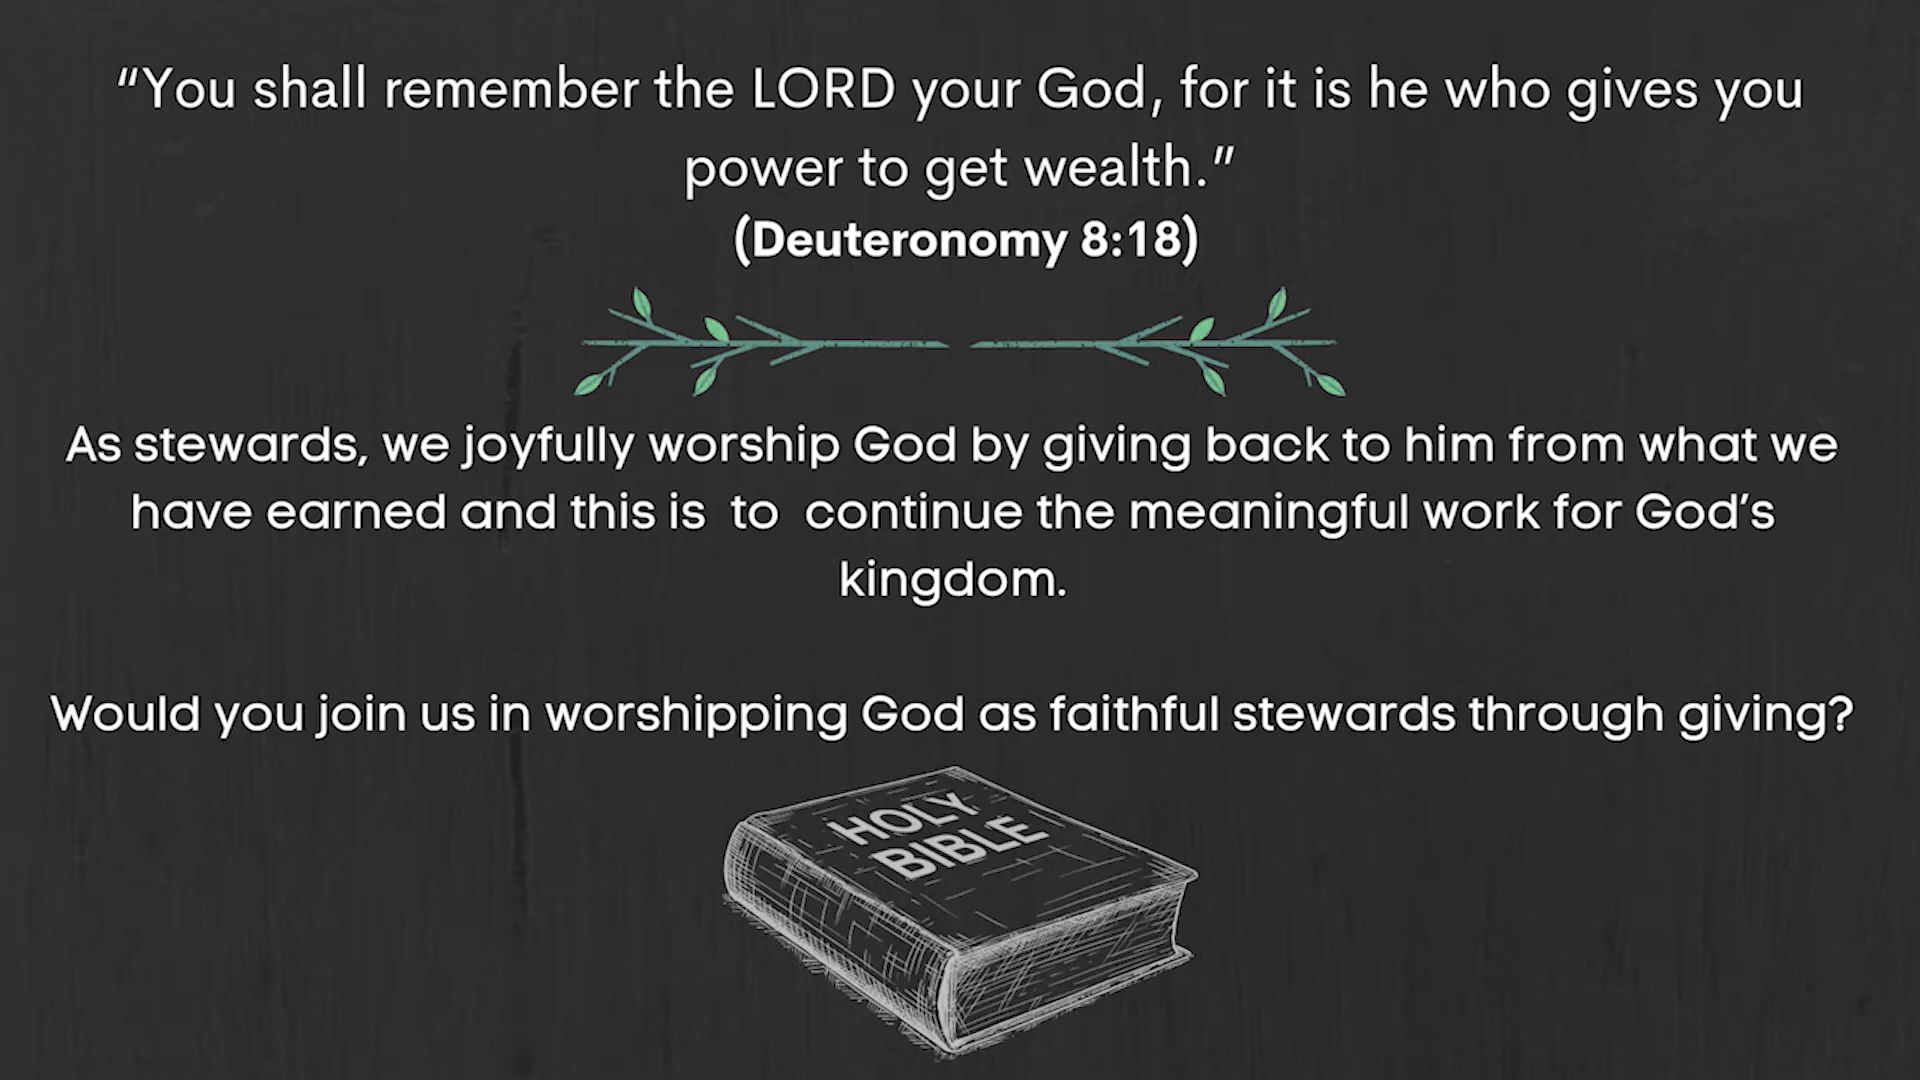 “You shall remember the LORD your God, for it is he who gives you
power to get wealth.”
(Deuteronomy 8:18)
As stewards, we joyfully worship God by giving back to him from what we
have earned and this is  to  continue the meaningful work for God’s
kingdom.
Would you join us in worshipping God as faithful stewards through giving?
HOLY
BIBLE